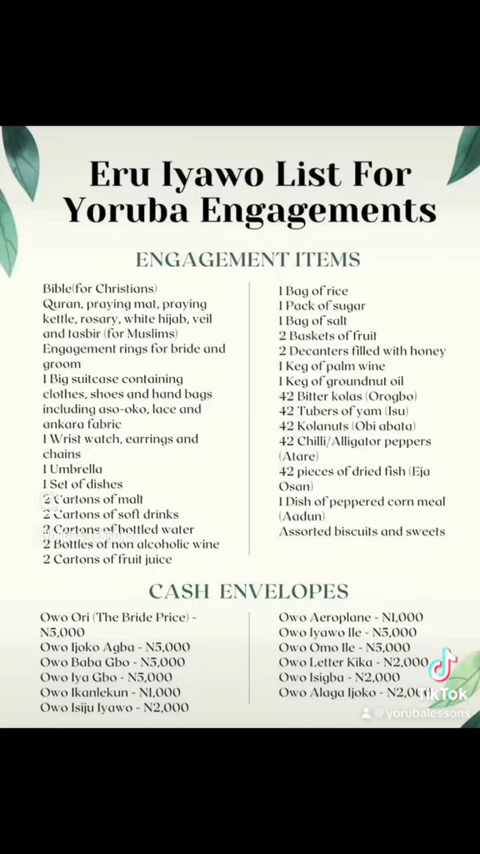 Eru Iyawo List For
Yoruba Engagements
ENGAGEMENT ITEMS
Bible(for Christians)
Quran, praying mat, praying
kettle, rosary, white hijab, veil
and tasbir (for Muslims)
Engagement rings for bride and
groom
1 Big suitcase containing
clothes, shoes and hand bags
including aso-oko, lace and
ankara fabric
1 Wrist watch, earrings and
chains
1 Umbrella
1 Set of dishes
2 Cartons of malt
2 Cartons of soft drinks
2 Cartons of bottled water
2 Bottles of non alcoholic wine
2 Cartons of fruit juice
1 Bag of rice
1 Pack of sugar
1 Bag of salt
2 Baskets of fruit
2 Decanters filled with honey
1 Keg of palm wine
1 Keg of groundnut oil
42 Bitter kolas (Orogbo)
42 Tubers of yam (Isu)
42 Kolanuts (Obi abata)
42 Chilli/Alligator peppers
(Atare)
42 pieces of dried fish (Eja
Osan)
1 Dish of peppered corn meal
(Aadun)
Assorted biscuits and sweets
CASH ENVELOPES
Owo Ori (The Bride Price) -
N5,000
Owo Ijoko Agba - N5,000
Owo Baba Gbo - N5,000
Owo Iya Gbo - N5,000
Owo Ikanlekun - N1,000
Owo Isiju Iyawo - N2,000
Owo Aeroplane - N1,000
Owo Iyawo Ile - N5,000
Owo Omo Ile - N5,000
Owo Letter Kika - N2,000
Owo Isigba - N2,000
Owo Alaga Ijoko - N2,000
TikTok
@yorubalessons